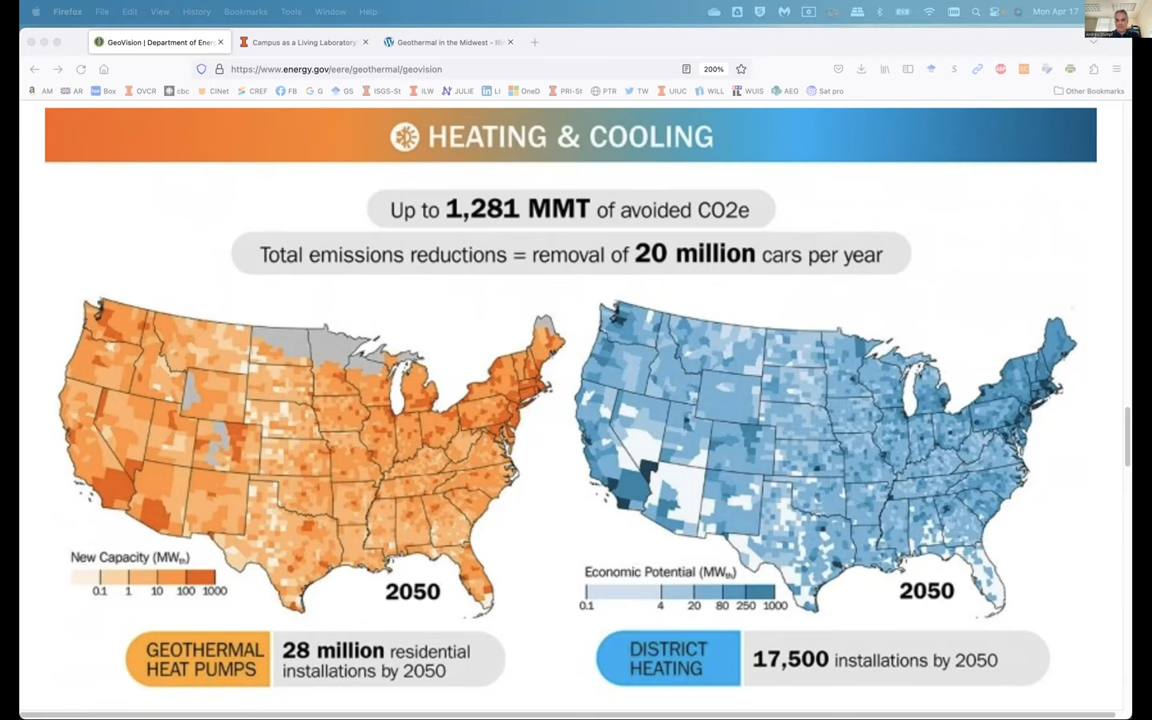 Firefox File Edit View History Bookmarks Tools Window Help Mon Apr 17
GeoVision | Department of Ener
Campus as a Living Laboratory
Geothermal in the Midwest - Illi
https://www.energy.gov/eere/geothermal/geovision 200%
AM AR Box OVCR cbc CINet CREF FB G GS ISGS-St ILW JULIE LI OneD PRI-St PTR TW UIUC WILL WUIS AEG Sat pro Other Bookmarks
HEATING & COOLING
Up to 1,281 MMT of avoided CO2e
Total emissions reductions = removal of 20 million cars per year
New Capacity (MWth)
0.1 1 10 100 1000
2050
Economic Potential (MWth)
0.1 4 20 80 250 1000
2050
GEOTHERMAL
HEAT PUMPS
28 million residential
installations by 2050
DISTRICT
HEATING
17,500 installations by 2050